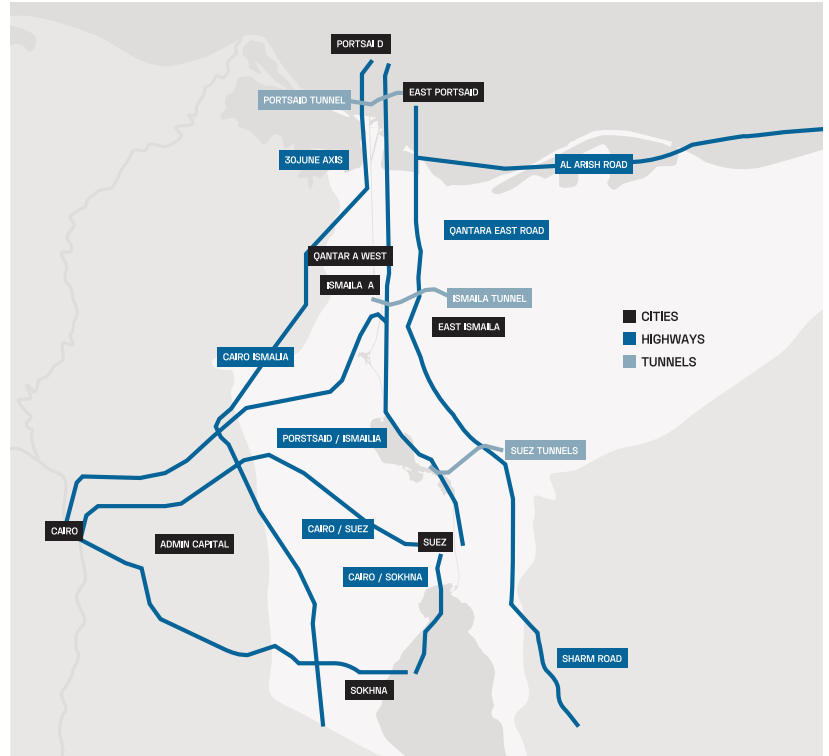 PORTSAI D
PORTSAID TUNNEL
EAST PORTSAID
30JUNE AXIS
AL ARISH ROAD
QANTARA EAST ROAD
QANTAR A WEST
ISMAILA A
ISMAILA TUNNEL
EAST ISMAILA
CITIES
HIGHWAYS
TUNNELS
CAIRO ISMALIA
PORSTSAID / ISMAILIA
SUEZ TUNNELS
CAIRO
ADMIN CAPITAL
CAIRO / SUEZ
SUEZ
CAIRO / SOKHNA
SHARM ROAD
SOKHNA